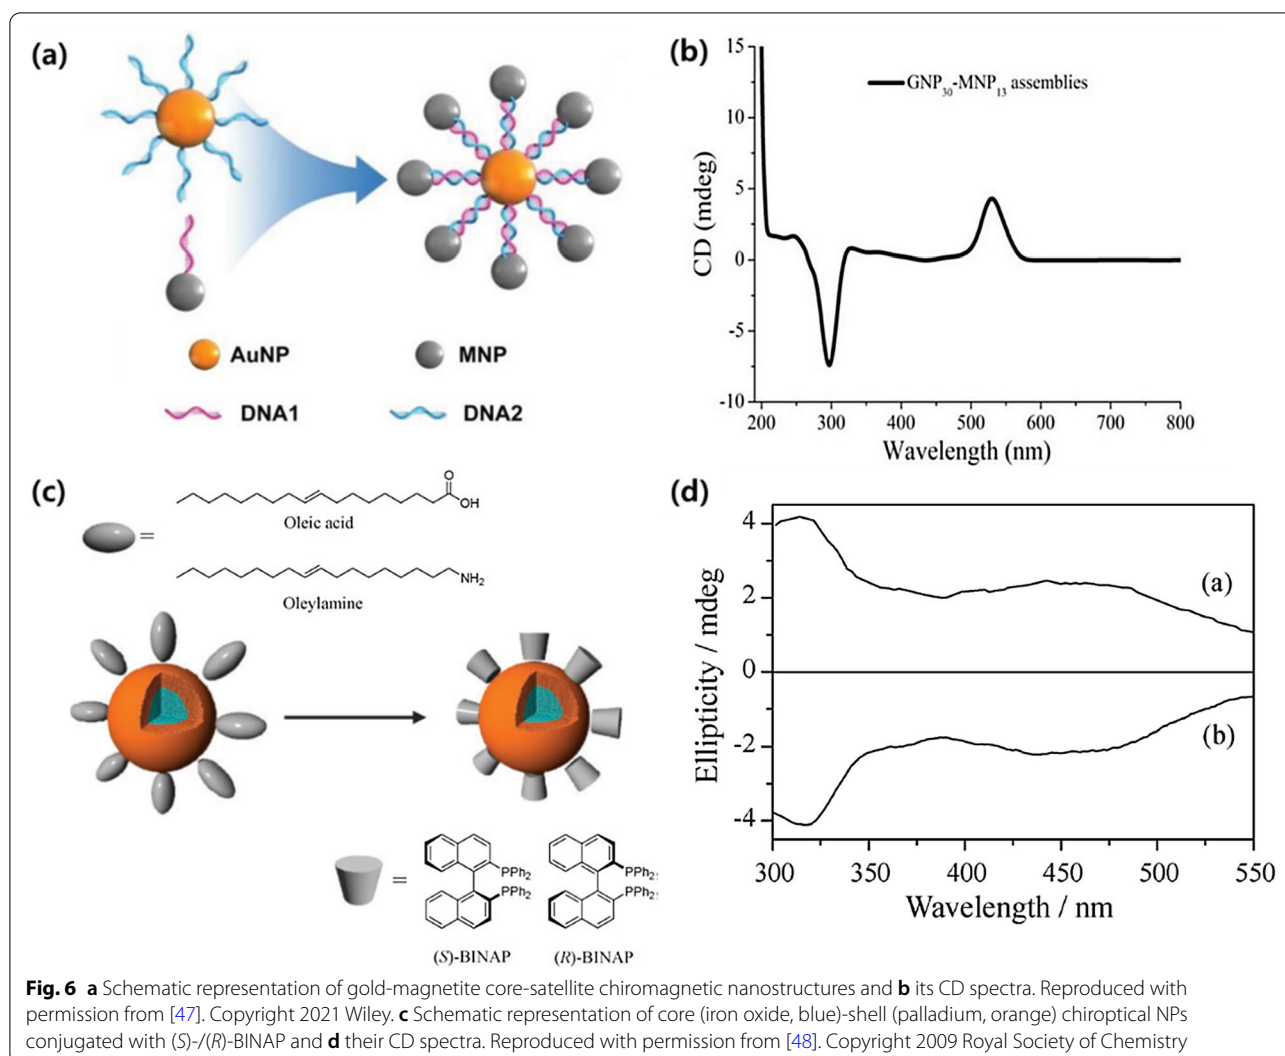 (a)
AuNP
MNP
DNA1
DNA2
(b)
15
10
5
0
-5
-10
CD (mdeg)
GNP30-MNP13 assemblies
200 300 400 500 600 700 800
Wavelength (nm)
(c)
O
OH
Oleic acid
=
NH2
Oleylamine
=
PPh2
PPh2
PPh2
PPh2
(S)-BINAP
(R)-BINAP
(d)
4
2
0
-2
-4
Ellipticity / mdeg
(a)
(b)
300 350 400 450 500 550
Wavelength / nm
Fig. 6 a Schematic representation of gold-magnetite core-satellite chiromagnetic nanostructures and b its CD spectra. Reproduced with
permission from [47]. Copyright 2021 Wiley. c Schematic representation of core (iron oxide, blue)-shell (palladium, orange) chiroptical NPs
conjugated with (S)-/(R)-BINAP and d their CD spectra. Reproduced with permission from [48]. Copyright 2009 Royal Society of Chemistry